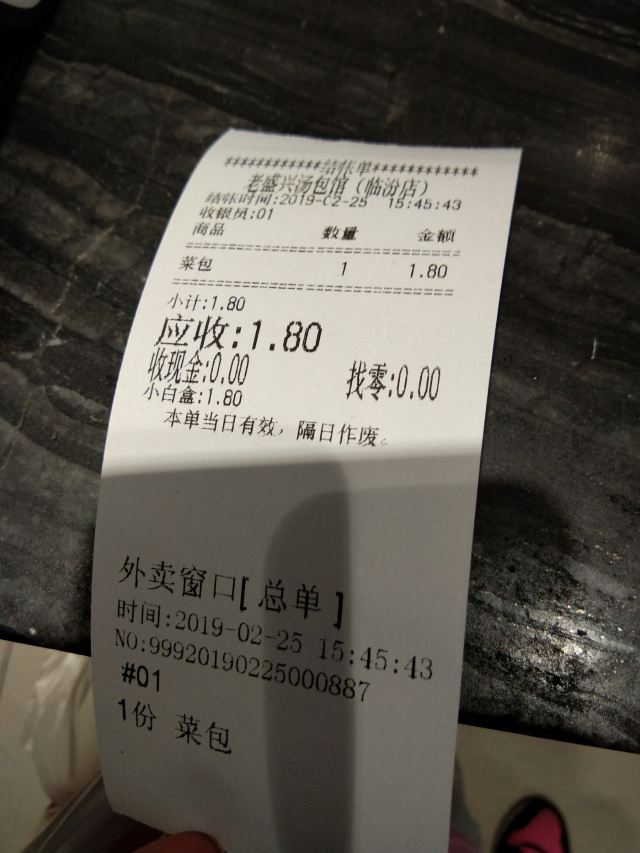 ************结帐单************
老盛兴汤包馆（临汾店）
结帐时间:2019-02-25 15:45:43
收银员:01
商品 数量 金额
菜包 1 1.80
小计:1.80
应收:1.80
收现金:0.00 找零:0.00
小白盒:1.80
本单当日有效，隔日作废。
外卖窗口[总单]
时间:2019-02-25 15:45:43
NO:99920190225000887
#01
1份 菜包